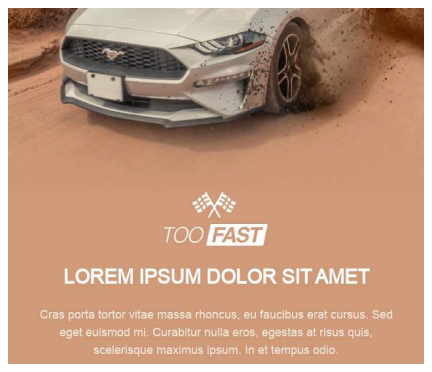 TOO FAST
LOREM IPSUM DOLOR SIT AMET
Cras porta tortor vitae massa rhoncus, eu faucibus erat cursus. Sed
eget euismod mi. Curabitur nulla eros, egestas at risus quis,
scelerisque maximus ipsum. In et tempus odio.